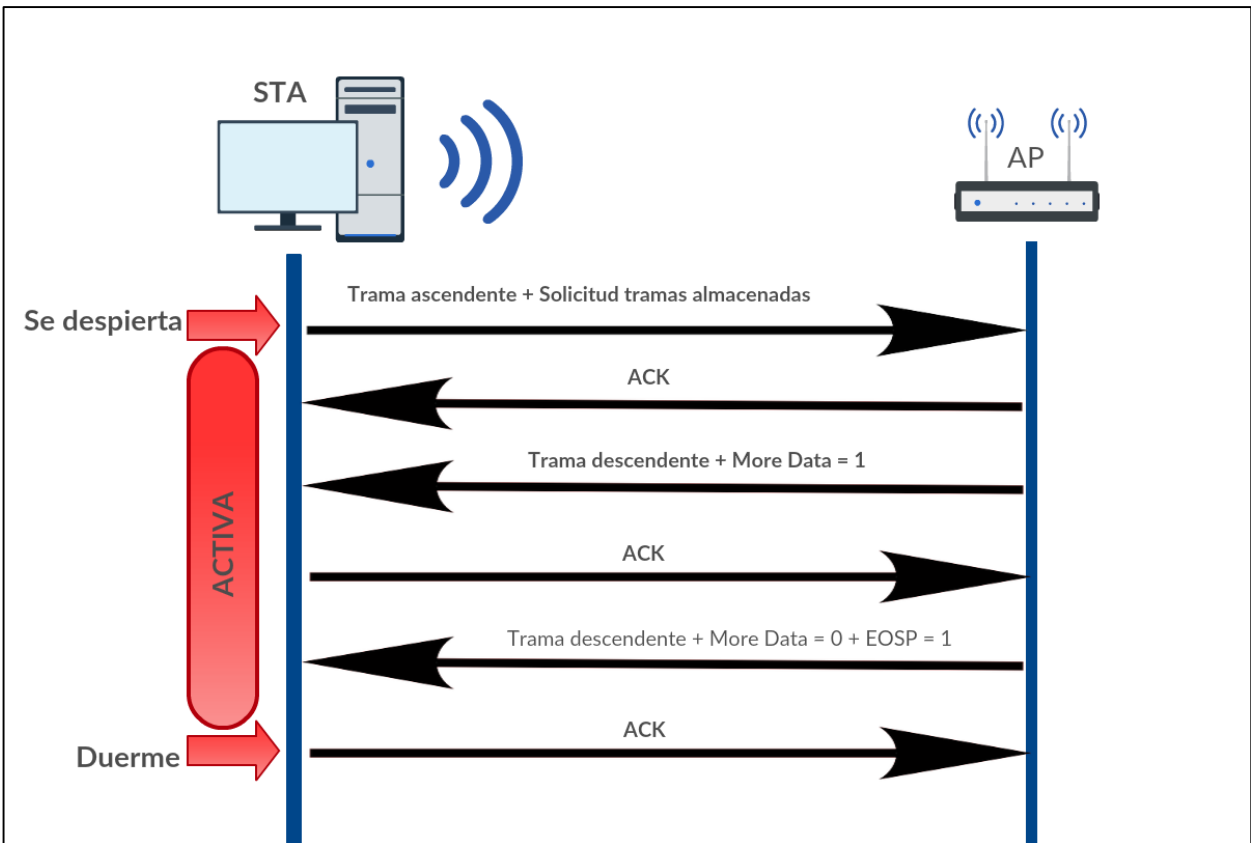 STA
AP
Se despierta
Trama ascendente + Solicitud tramas almacenadas
ACK
Trama descendente + More Data = 1
ACTIVA
ACK
Trama descendente + More Data = 0 + EOSP = 1
ACK
Duerme